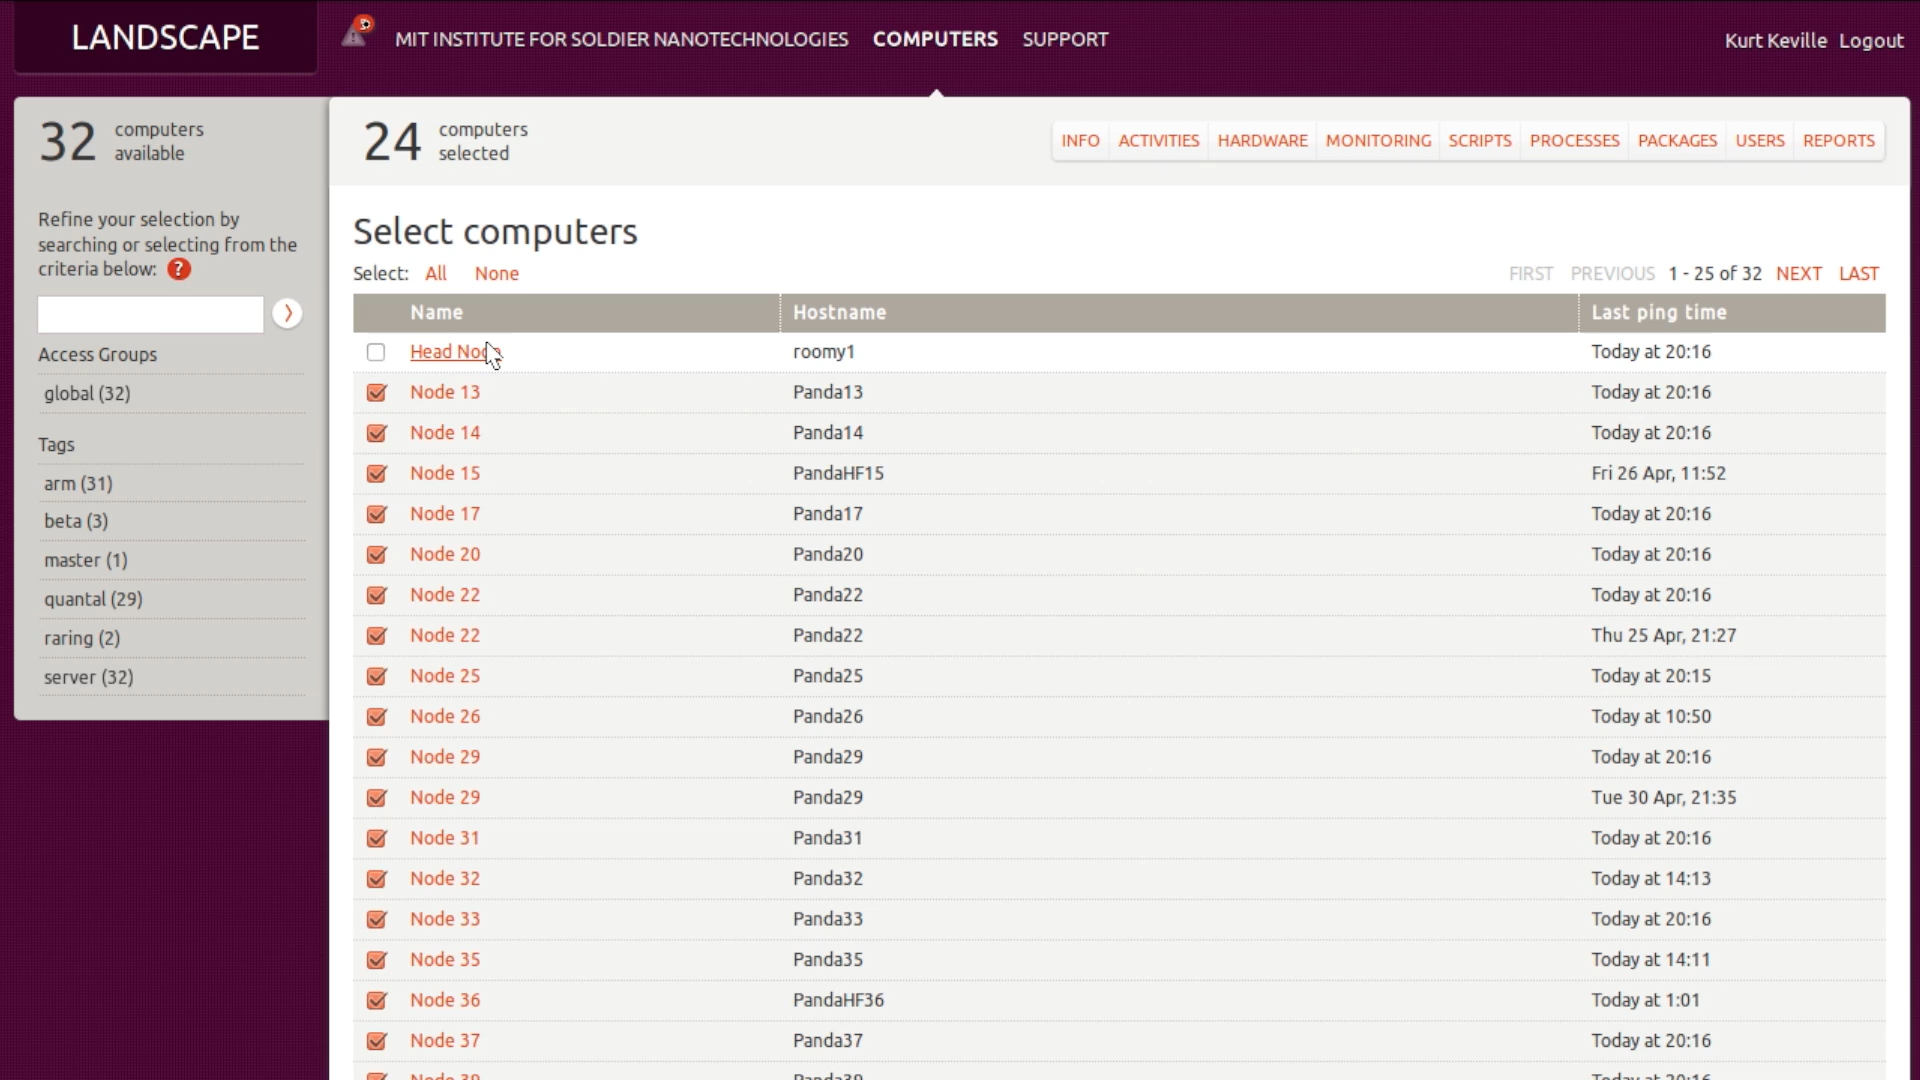 LANDSCAPE
MIT INSTITUTE FOR SOLDIER NANOTECHNOLOGIES COMPUTERS SUPPORT
Kurt Keville Logout
32 computers available
Refine your selection by
searching or selecting from the
criteria below: ?
Access Groups
global (32)
Tags
arm (31)
beta (3)
master (1)
quantal (29)
raring (2)
server (32)
24 computers selected
INFO ACTIVITIES HARDWARE MONITORING SCRIPTS PROCESSES PACKAGES USERS REPORTS
Select computers
Select: All None
FIRST PREVIOUS 1 - 25 of 32 NEXT LAST
Name Hostname Last ping time
Head Node roomy1 Today at 20:16
Node 13 Panda13 Today at 20:16
Node 14 Panda14 Today at 20:16
Node 15 PandaHF15 Fri 26 Apr, 11:52
Node 17 Panda17 Today at 20:16
Node 20 Panda20 Today at 20:16
Node 22 Panda22 Today at 20:16
Node 22 Panda22 Thu 25 Apr, 21:27
Node 25 Panda25 Today at 20:15
Node 26 Panda26 Today at 10:50
Node 29 Panda29 Today at 20:16
Node 29 Panda29 Tue 30 Apr, 21:35
Node 31 Panda31 Today at 20:16
Node 32 Panda32 Today at 14:13
Node 33 Panda33 Today at 20:16
Node 35 Panda35 Today at 14:11
Node 36 PandaHF36 Today at 1:01
Node 37 Panda37 Today at 20:16